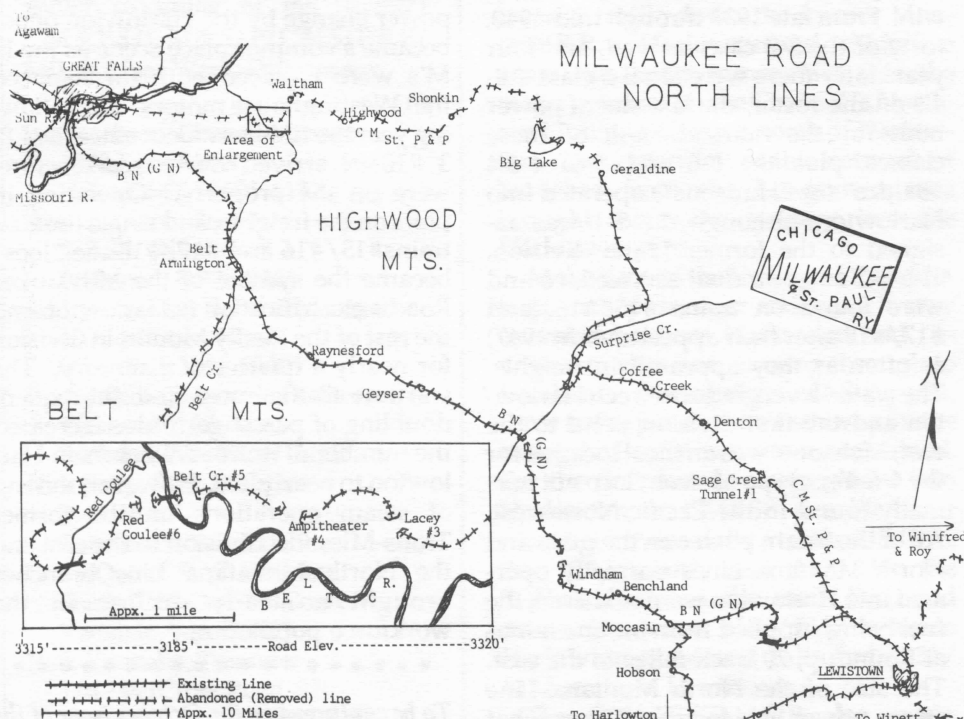 To
Agawam
GREAT FALLS
Sun R.
Missouri R.
Waltham
Highwood
Shonkin
C M St. P & P
Area of
Enlargement
B N (G N)
MILWAUKEE ROAD
NORTH LINES
Big Lake
Geraldine
HIGHWOOD
MTS.
Belt
Armington
Belt Cr.
Raynesford
Geyser
BELT MTS.
CHICAGO
MILWAUKEE
& ST. PAUL
RY.
Surprise Cr.
Coffee
Creek
Denton
Sage Creek
Tunnel #1
B N (G N)
To Winifred
& Roy
Windham
Benchland
Moccasin
B N (G N)
Hobson
LEWISTOWN
To Harlowton
To Winett
Red Coulee
Belt Cr. #5
Red
Coulee #6
Ampitheater
#4
Lacey
#3
B E L T C R.
Appx. 1 mile
3315' 3185' Road Elev.
Existing Line
Abandoned (Removed) line
Appx. 10 Miles